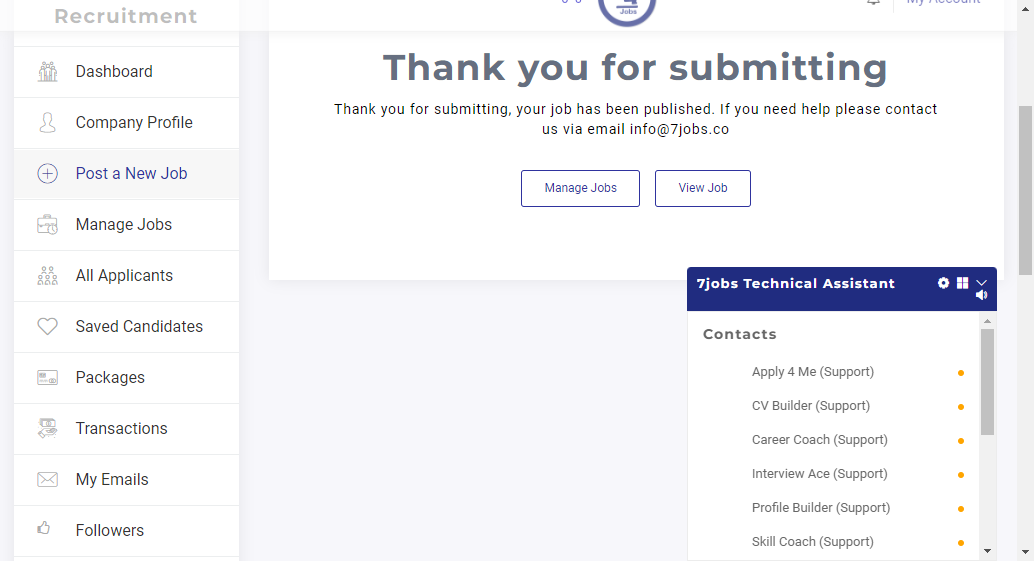 Recruitment
Dashboard
Company Profile
Post a New Job
Manage Jobs
All Applicants
Saved Candidates
Packages
Transactions
My Emails
Followers
Jobs
My Account
Thank you for submitting
Thank you for submitting, your job has been published. If you need help please contact
us via email info@7jobs.co
Manage Jobs
View Job
7jobs Technical Assistant
Contacts
Apply 4 Me (Support)
CV Builder (Support)
Career Coach (Support)
Interview Ace (Support)
Profile Builder (Support)
Skill Coach (Support)